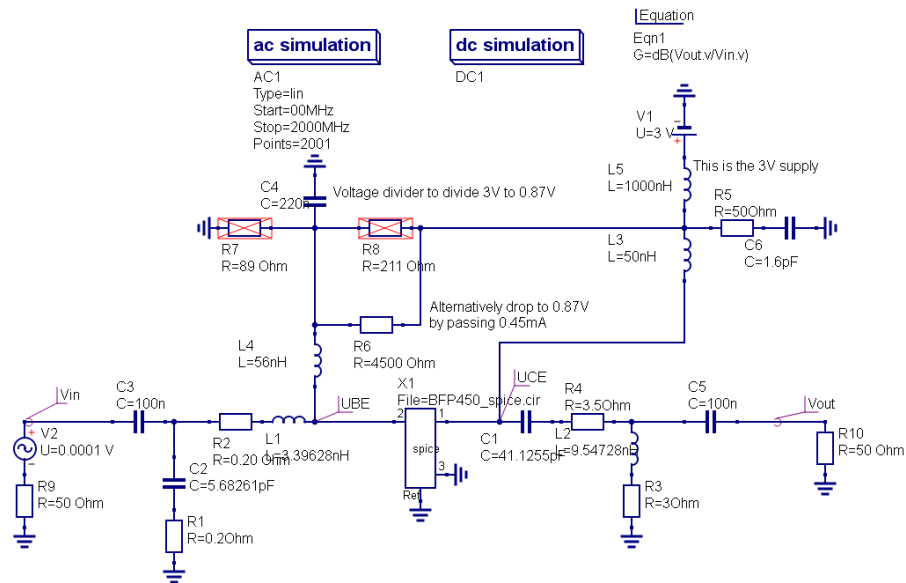 ac simulation
AC1
Type=lin
Start=00MHz
Stop=2000MHz
Points=2001
dc simulation
DC1
Equation
Eqn1
G=dB(Vout.v/Vin.v)
V1
U=3 V
L5
L=1000nH
This is the 3V supply
R5
R=50Ohm
C6
C=1.6pF
L3
L=50nH
C4
C=220n
Voltage divider to divide 3V to 0.87V
R7
R=89 Ohm
R8
R=211 Ohm
Alternatively drop to 0.87V
by passing 0.45mA
R6
R=4500 Ohm
L4
L=56nH
X1
File=BFP450_spice.cir
2
1
spice
3
Ref
UCE
UBE
Vin
C3
C=100n
V2
U=0.0001 V
R9
R=50 Ohm
R2
R=0.20 Ohm
L1
L=3.39628nH
C2
C=5.68261pF
R1
R=0.2Ohm
C1
C=41.1255pF
R4
R=3.5Ohm
L2
L=9.54728nH
R3
R=3Ohm
C5
C=100n
Vout
R10
R=50 Ohm